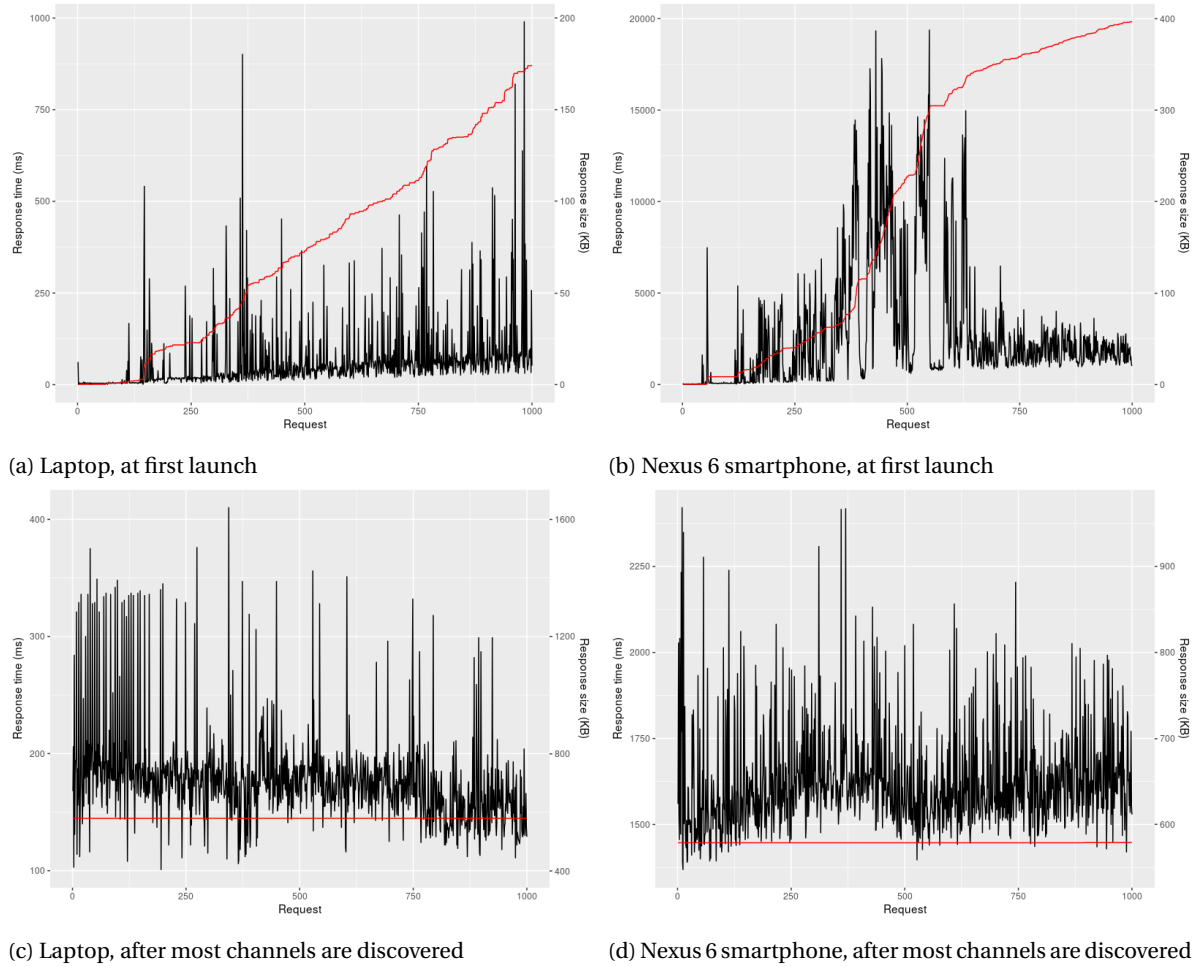 1000
750
500
250
0
Response time (ms)
200
150
100
50
0
Response size (KB)
0 250 500 750 1000
Request
(a) Laptop, at first launch
20000
15000
10000
5000
0
Response time (ms)
400
300
200
100
0
Response size (KB)
0 250 500 750 1000
Request
(b) Nexus 6 smartphone, at first launch
400
300
200
100
Response time (ms)
1600
1200
800
400
Response size (KB)
0 250 500 750 1000
Request
(c) Laptop, after most channels are discovered
2250
2000
1750
1500
Response time (ms)
900
800
700
600
Response size (KB)
0 250 500 750 1000
Request
(d) Nexus 6 smartphone, after most channels are discovered